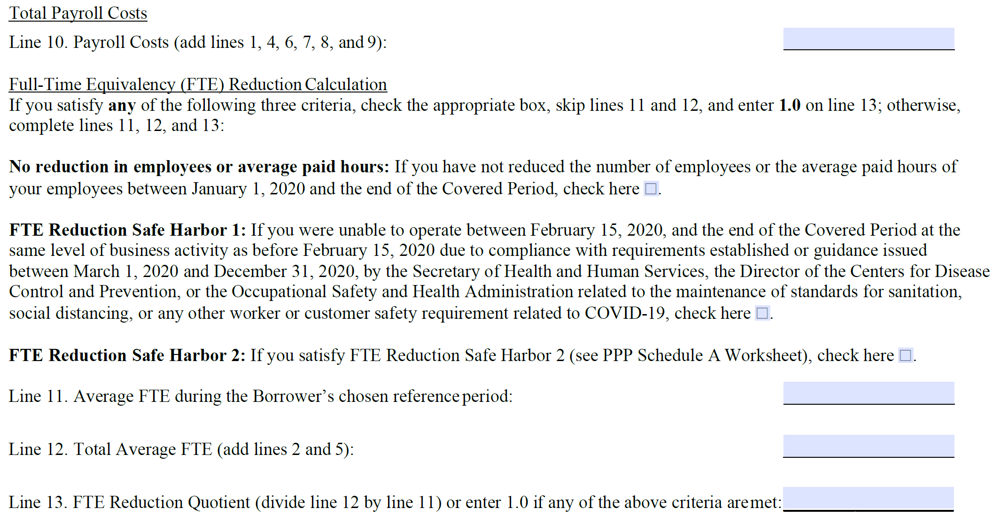 Total Payroll Costs
Line 10. Payroll Costs (add lines 1, 4, 6, 7, 8, and 9):
Full-Time Equivalency (FTE) Reduction Calculation
If you satisfy any of the following three criteria, check the appropriate box, skip lines 11 and 12, and enter 1.0 on line 13; otherwise,
complete lines 11, 12, and 13:
No reduction in employees or average paid hours: If you have not reduced the number of employees or the average paid hours of
your employees between January 1, 2020 and the end of the Covered Period, check here ☐.
FTE Reduction Safe Harbor 1: If you were unable to operate between February 15, 2020, and the end of the Covered Period at the
same level of business activity as before February 15, 2020 due to compliance with requirements established or guidance issued
between March 1, 2020 and December 31, 2020, by the Secretary of Health and Human Services, the Director of the Centers for Disease
Control and Prevention, or the Occupational Safety and Health Administration related to the maintenance of standards for sanitation,
social distancing, or any other worker or customer safety requirement related to COVID-19, check here ☐.
FTE Reduction Safe Harbor 2: If you satisfy FTE Reduction Safe Harbor 2 (see PPP Schedule A Worksheet), check here ☐.
Line 11. Average FTE during the Borrower’s chosen reference period:
Line 12. Total Average FTE (add lines 2 and 5):
Line 13. FTE Reduction Quotient (divide line 12 by line 11) or enter 1.0 if any of the above criteria are met: